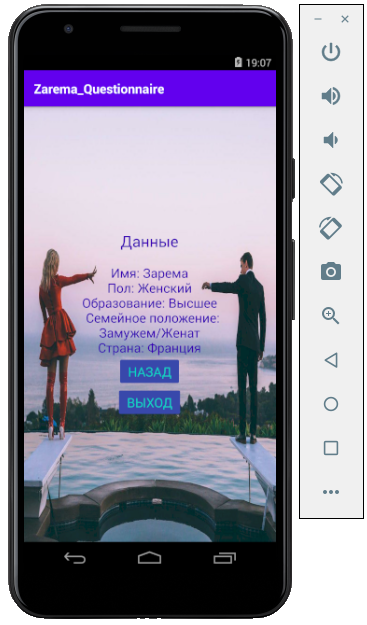 19:07
Zarema_Questionnaire
Данные
Имя: Зарема
Пол: Женский
Образование: Высшее
Семейное положение:
Замужем/Женат
Страна: Франция
НАЗАД
ВЫХОД